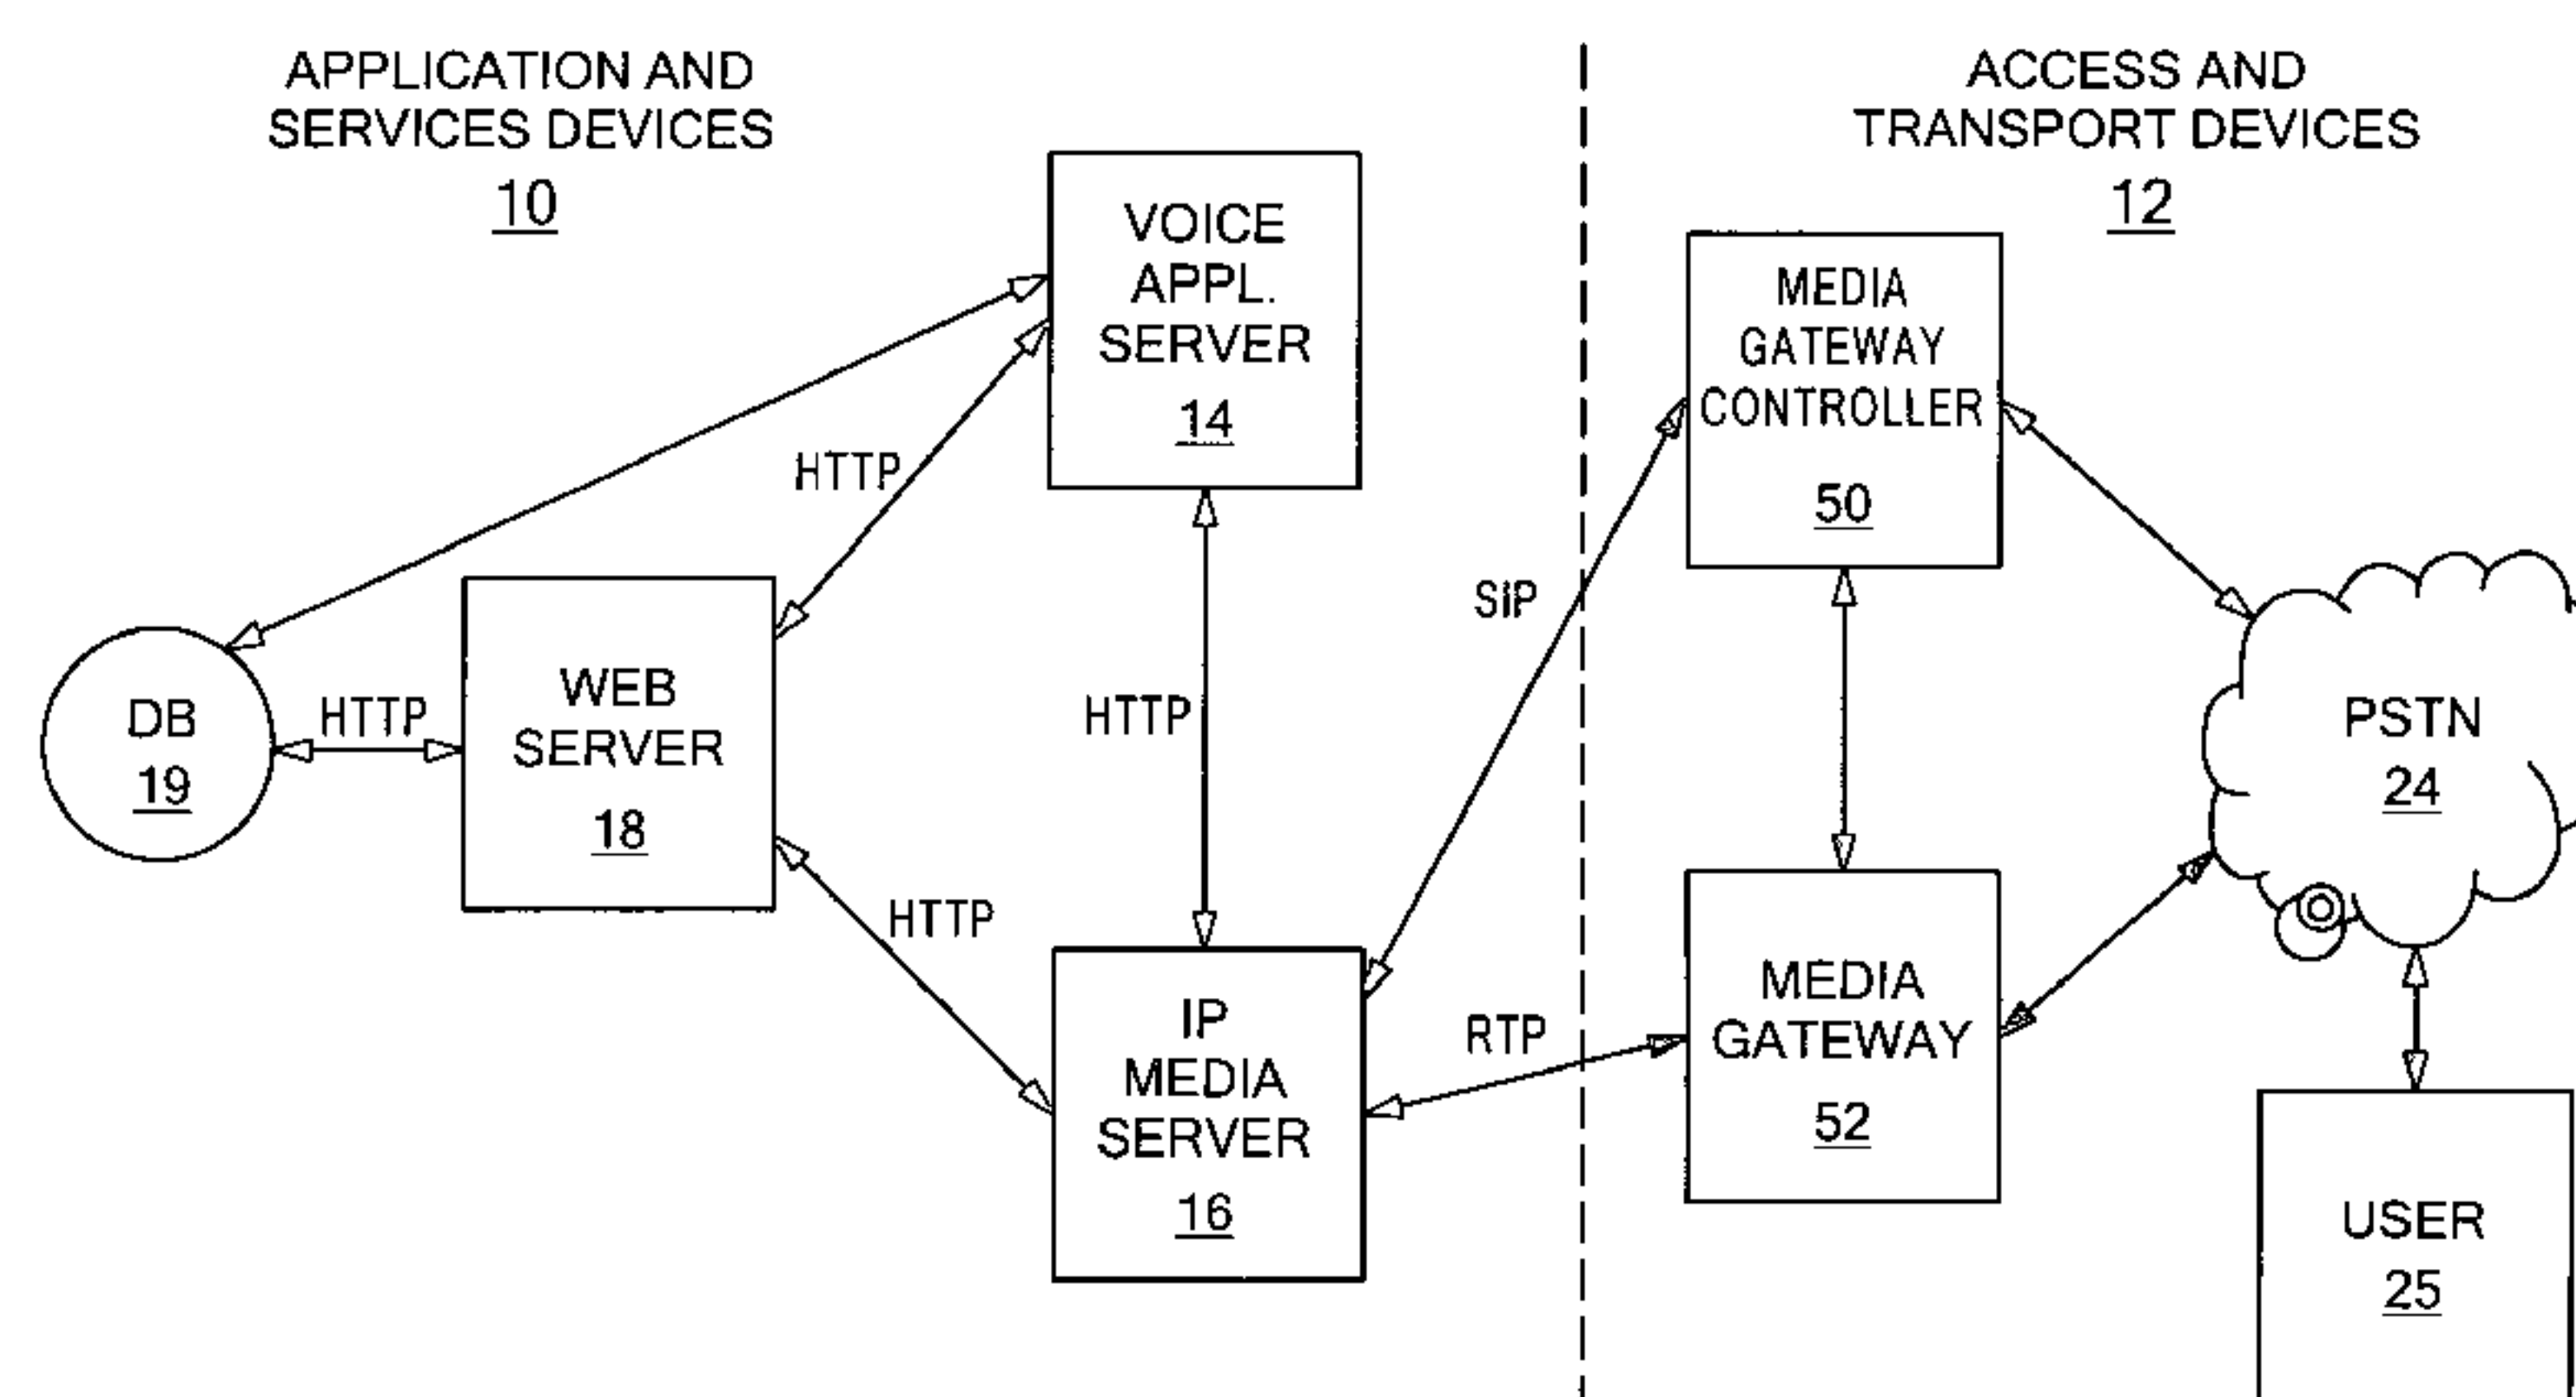 APPLICATION AND
SERVICES DEVICES
10
ACCESS AND
TRANSPORT DEVICES
12
VOICE
APPL.
SERVER
14
MEDIA
GATEWAY
CONTROLLER
50
HTTP
SIP
DB
19
HTTP
WEB
SERVER
18
HTTP
PSTN
24
HTTP
IP
MEDIA
SERVER
16
RTP
MEDIA
GATEWAY
52
USER
25